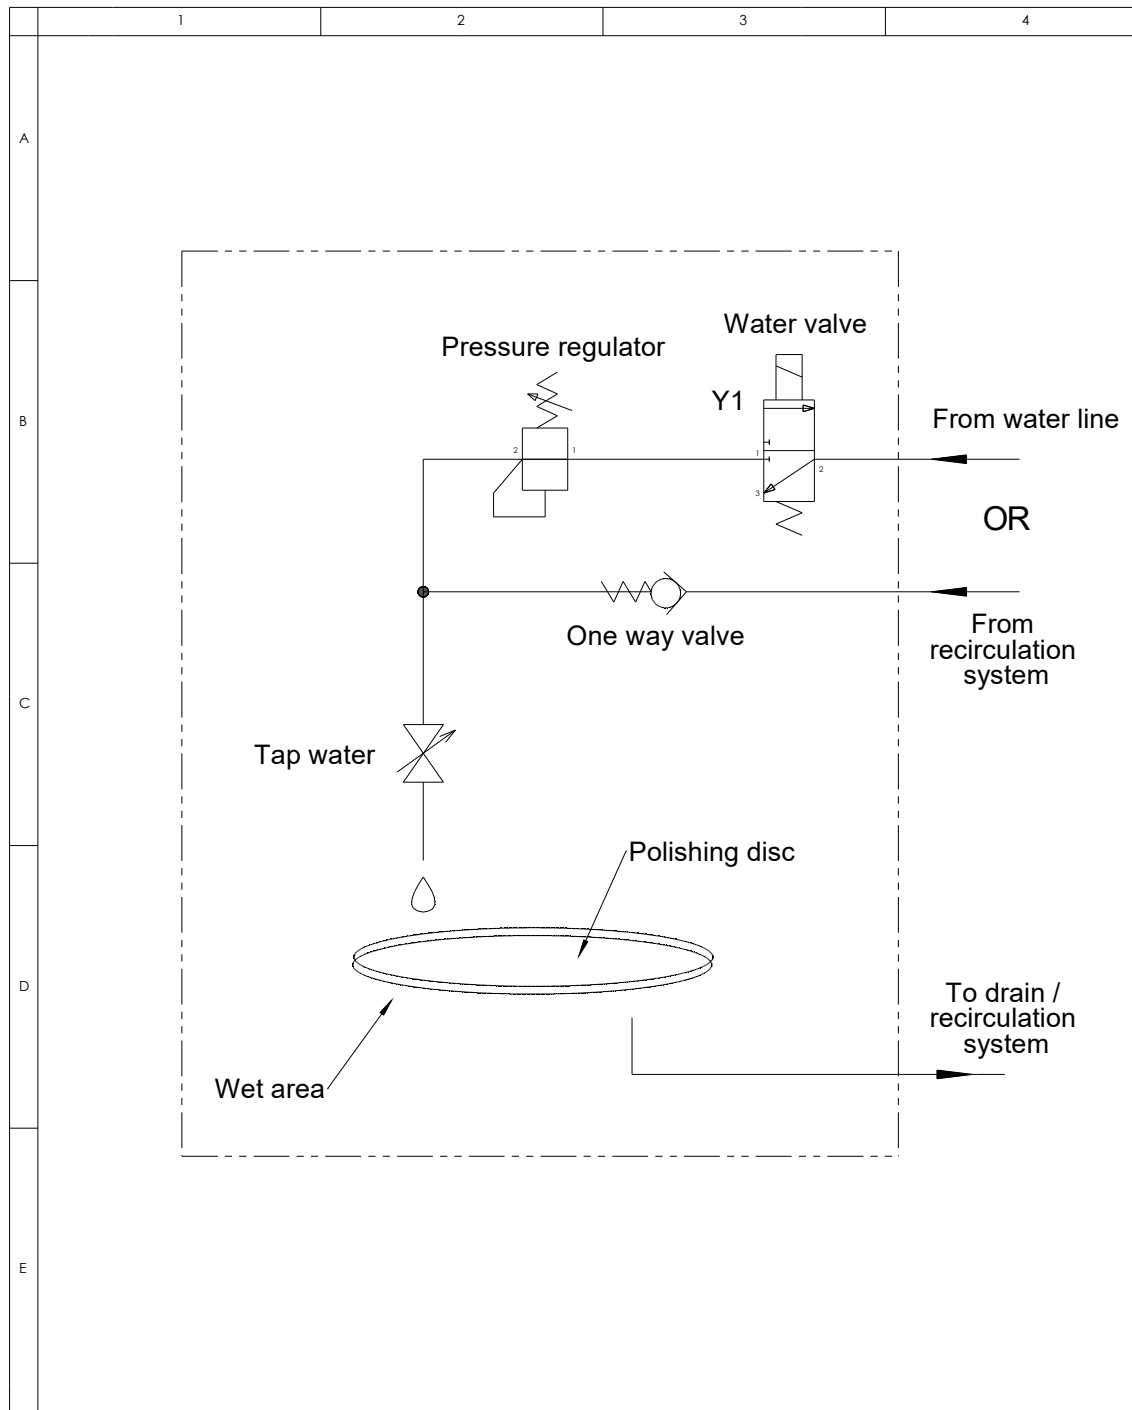 1 2 3 4
A
Water valve
Pressure regulator
Y1
B
From water line
2 1
1 2
3
OR
From
recirculation
system
One way valve
C
Tap water
Polishing disc
D
To drain /
recirculation
system
Wet area
E